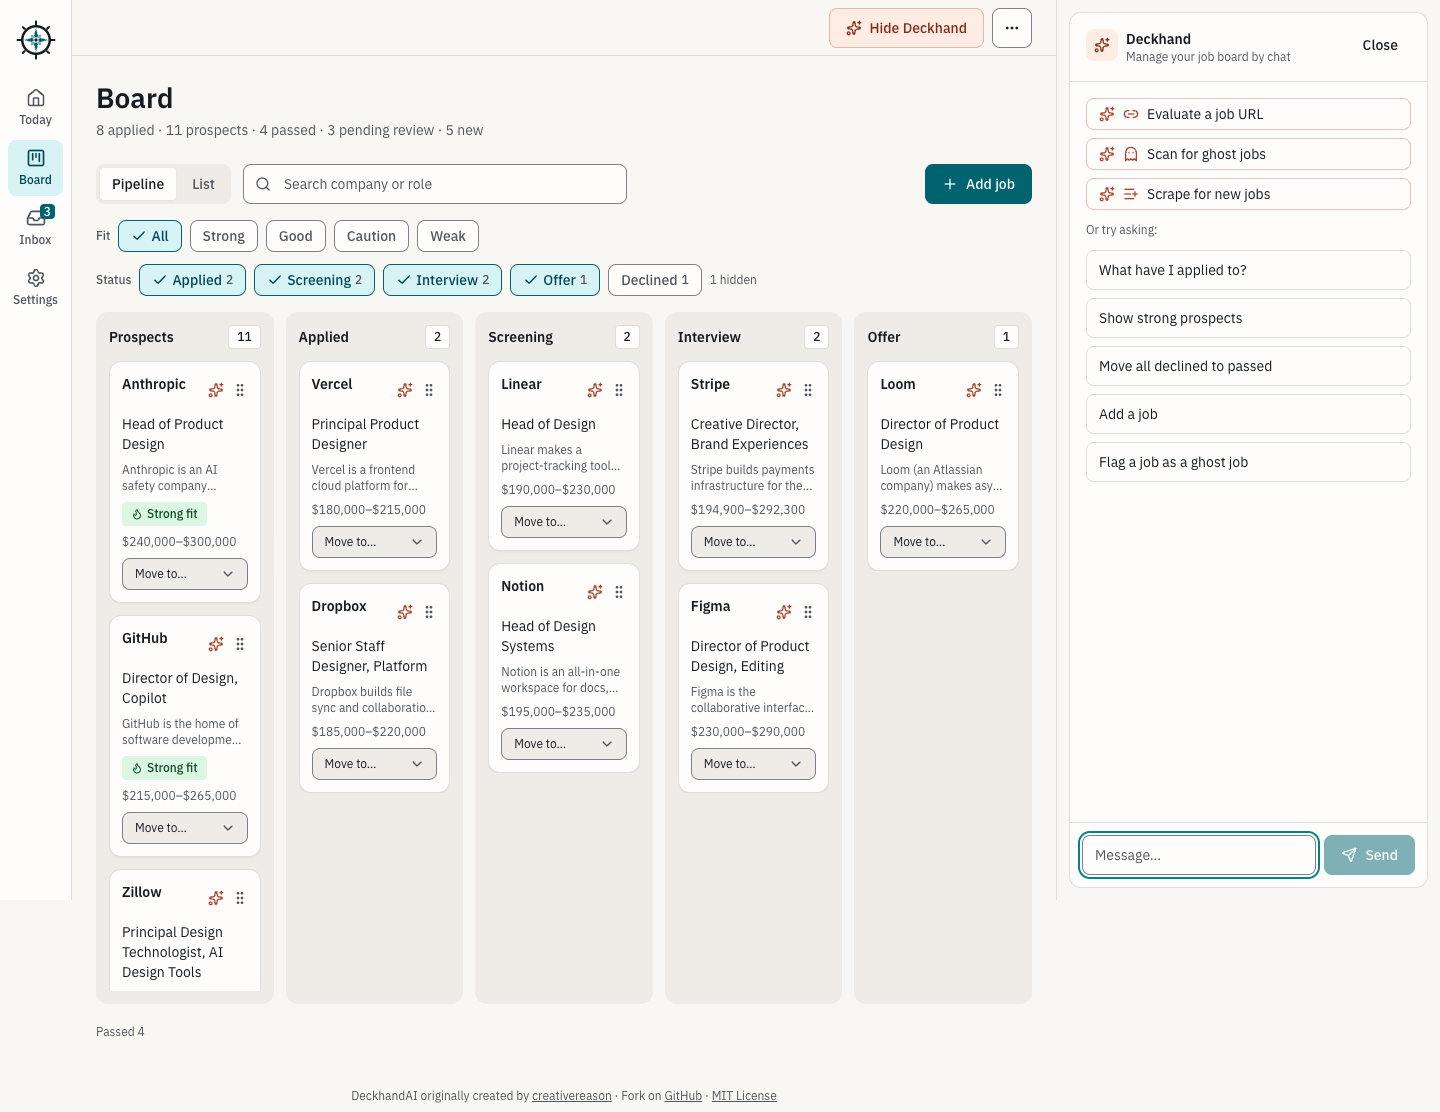 Today
Board
Inbox
3
Settings
Hide Deckhand
Board
8 applied · 11 prospects · 4 passed · 3 pending review · 5 new
Pipeline
List
Search company or role
Add job
Fit
All
Strong
Good
Caution
Weak
Status
Applied 2
Screening 2
Interview 2
Offer 1
Declined 1
1 hidden
Prospects
11
Anthropic
Head of Product
Design
Anthropic is an AI
safety company...
Strong fit
$240,000–$300,000
Move to...
GitHub
Director of Design,
Copilot
GitHub is the home of
software developme...
Strong fit
$215,000–$265,000
Move to...
Zillow
Principal Design
Technologist, AI
Design Tools
Applied
2
Vercel
Principal Product
Designer
Vercel is a frontend
cloud platform for...
$180,000–$215,000
Move to...
Dropbox
Senior Staff
Designer, Platform
Dropbox builds file
sync and collaboratio...
$185,000–$220,000
Move to...
Screening
2
Linear
Head of Design
Linear makes a
project-tracking tool...
$190,000–$230,000
Move to...
Notion
Head of Design
Systems
Notion is an all-in-one
workspace for docs,...
$195,000–$235,000
Move to...
Interview
2
Stripe
Creative Director,
Brand Experiences
Stripe builds payments
infrastructure for the...
$194,900–$292,300
Move to...
Figma
Director of Product
Design, Editing
Figma is the
collaborative interfac...
$230,000–$290,000
Move to...
Offer
1
Loom
Director of Product
Design
Loom (an Atlassian
company) makes asy...
$220,000–$265,000
Move to...
Passed 4
DeckhandAI originally created by creativereason · Fork on GitHub · MIT License
Deckhand
Manage your job board by chat
Close
Evaluate a job URL
Scan for ghost jobs
Scrape for new jobs
Or try asking:
What have I applied to?
Show strong prospects
Move all declined to passed
Add a job
Flag a job as a ghost job
Message...
Send